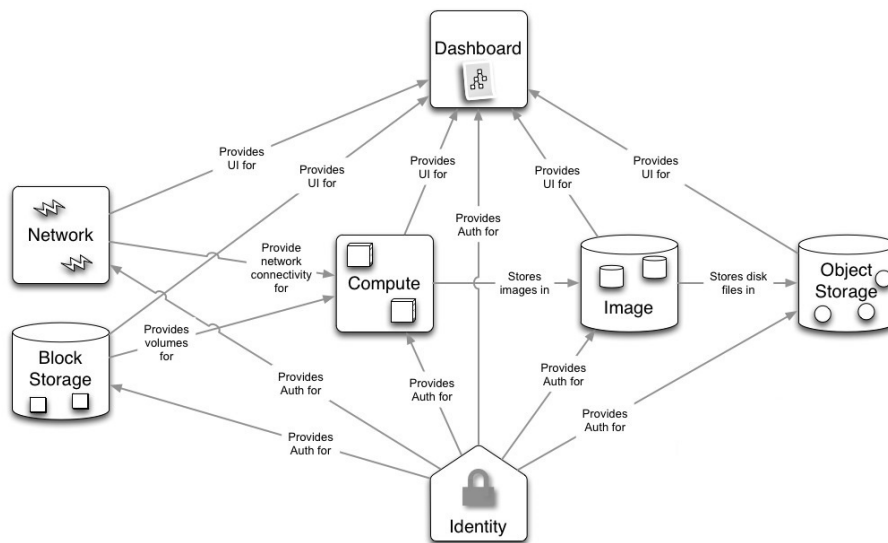 Dashboard
Provides
UI for
Provides
UI for
Provides
UI for
Provides
UI for
Provides
UI for
Network
Provide
network
connectivity
for
Provides
Auth for
Compute
Stores
images in
Image
Stores disk
files in
Object
Storage
Block
Storage
Provides
volumes
for
Provides
Auth for
Provides
Auth for
Provides
Auth for
Provides
Auth for
Provides
Auth for
Identity